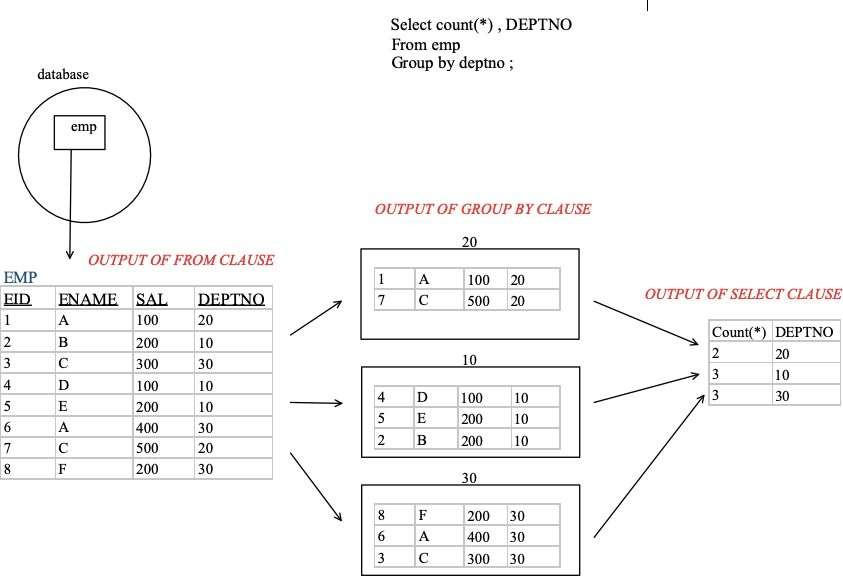 Select count(*) , DEPTNO
From emp
Group by deptno ;
database
emp
OUTPUT OF FROM CLAUSE
EMP
EID ENAME SAL DEPTNO
1 A 100 20
2 B 200 10
3 C 300 30
4 D 100 10
5 E 200 10
6 A 400 30
7 C 500 20
8 F 200 30
OUTPUT OF GROUP BY CLAUSE
20
1 A 100 20
7 C 500 20
10
4 D 100 10
5 E 200 10
2 B 200 10
30
8 F 200 30
6 A 400 30
3 C 300 30
OUTPUT OF SELECT CLAUSE
Count(*) DEPTNO
2 20
3 10
3 30